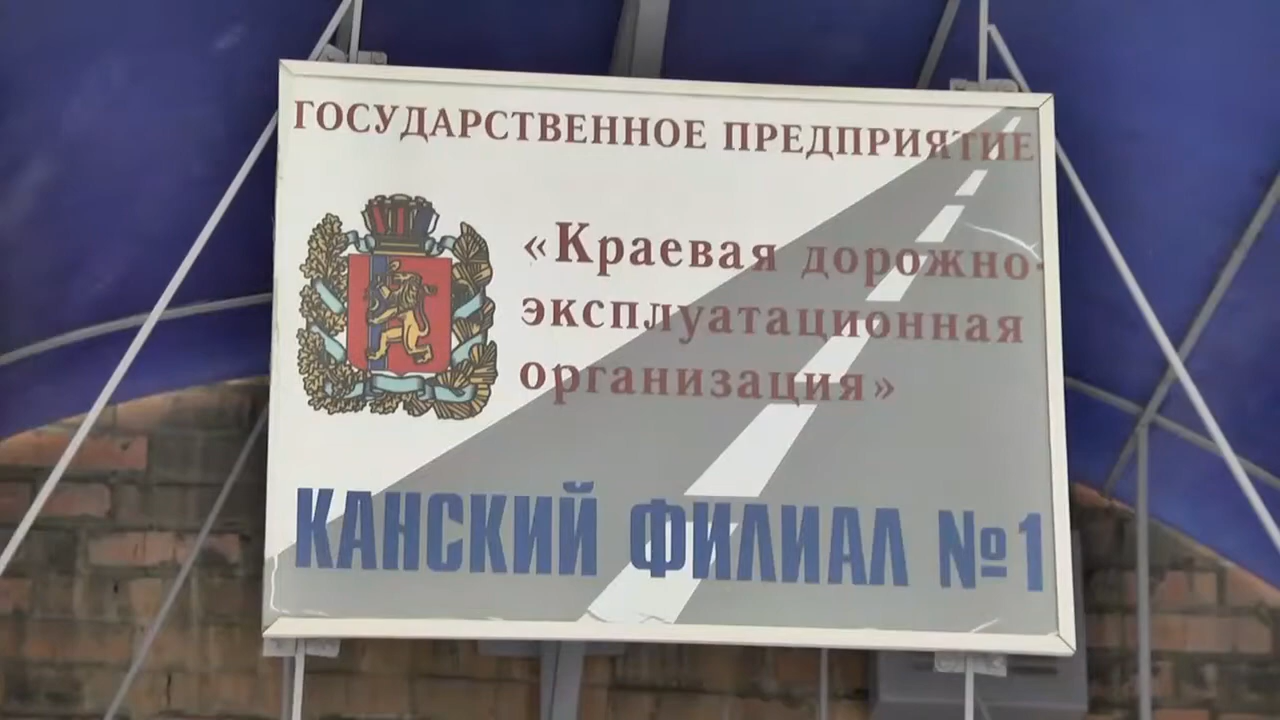 ГОСУДАРСТВЕННОЕ ПРЕДПРИЯТИЕ
«Краевая дорожно-
эксплуатационная
организация»
КАНСКИЙ ФИЛИАЛ №1